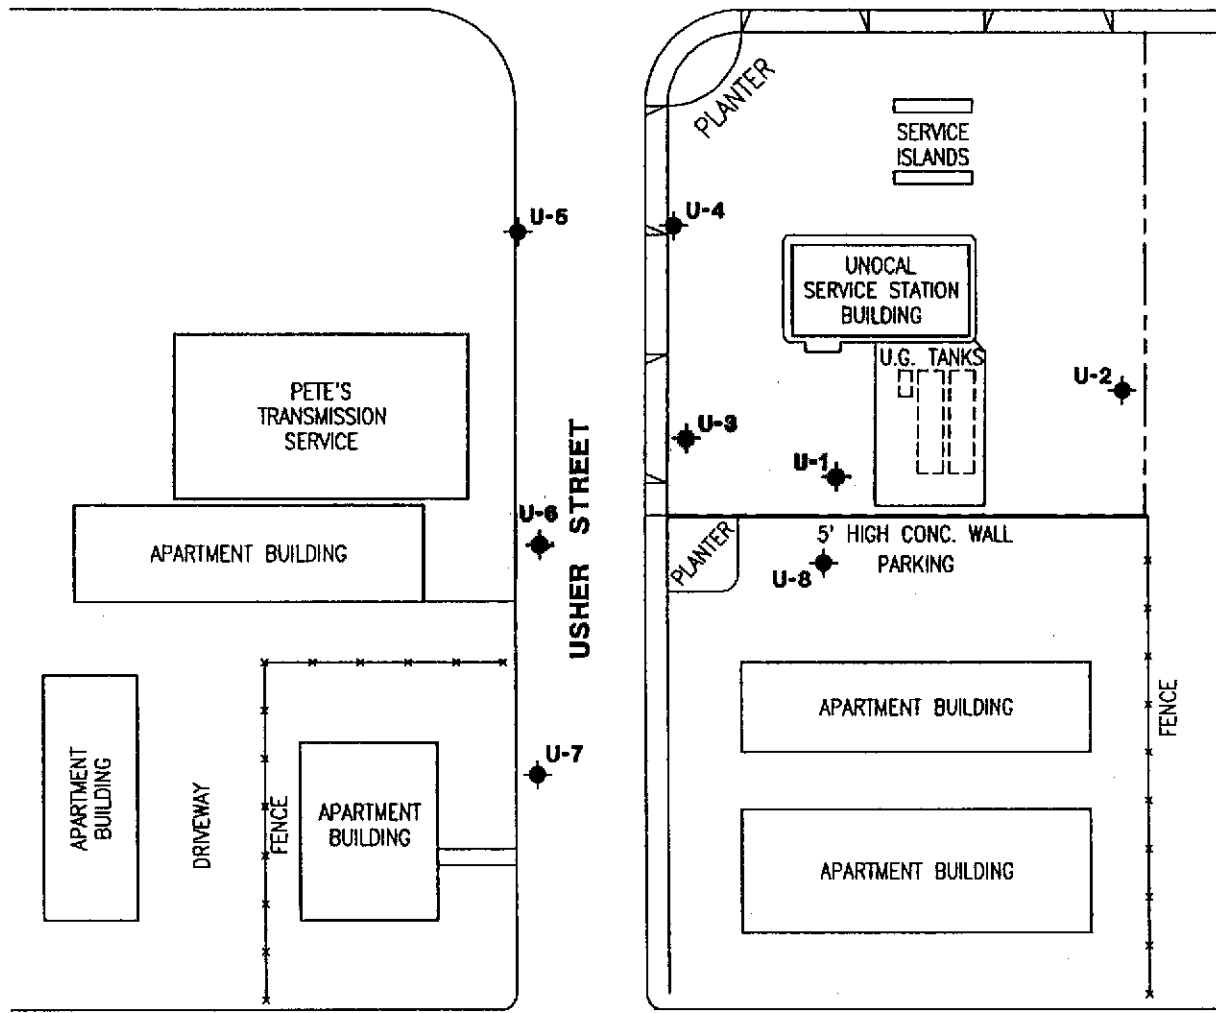 PLANTER
SERVICE
ISLANDS
U-5
U-4
UNOCAL
SERVICE STATION
BUILDING
U.G. TANKS
U-2
PETE'S
TRANSMISSION
SERVICE
U-3
U-1
USHER STREET
U-6
APARTMENT BUILDING
PLANTER
5' HIGH CONC. WALL
PARKING
U-8
APARTMENT BUILDING
FENCE
U-7
APARTMENT
BUILDING
DRIVEWAY
FENCE
APARTMENT
BUILDING
APARTMENT BUILDING